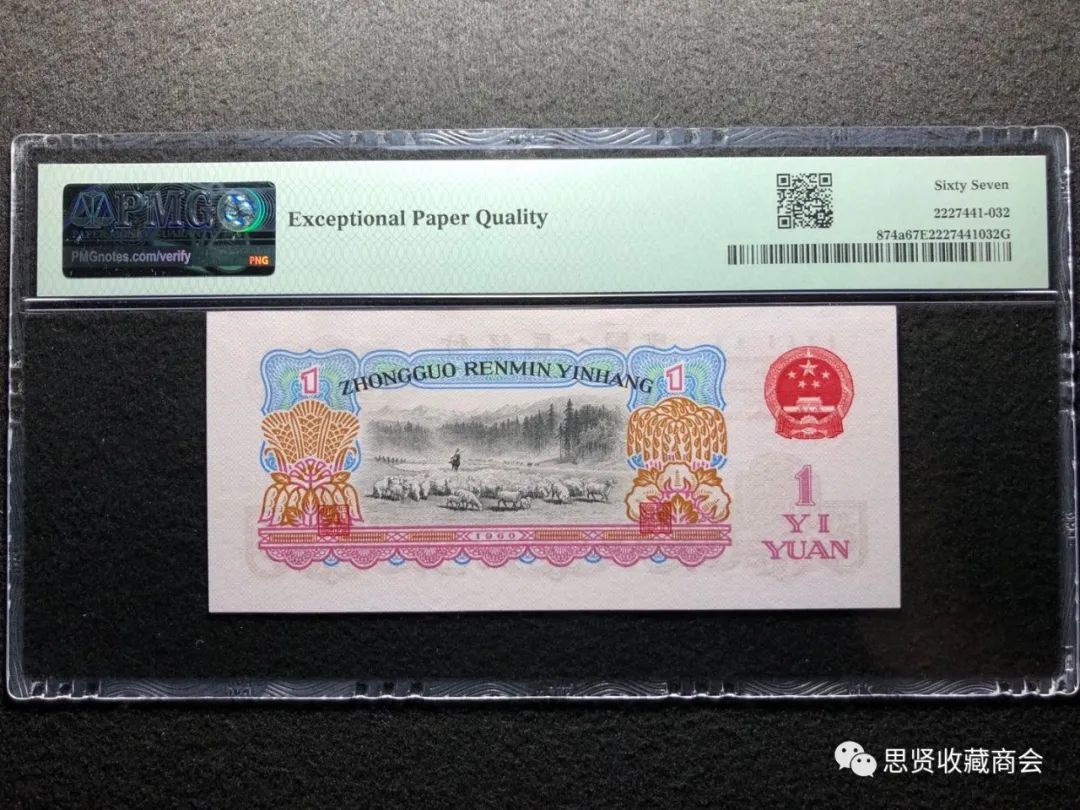 PMG
PMGnotes.com/verify
PNG
Exceptional Paper Quality
Sixty Seven
2227441-032
874a67E2227441032G
ZHONGGUO RENMIN YINHANG
1
1
1960
1
YI
YUAN
思贤收藏商会